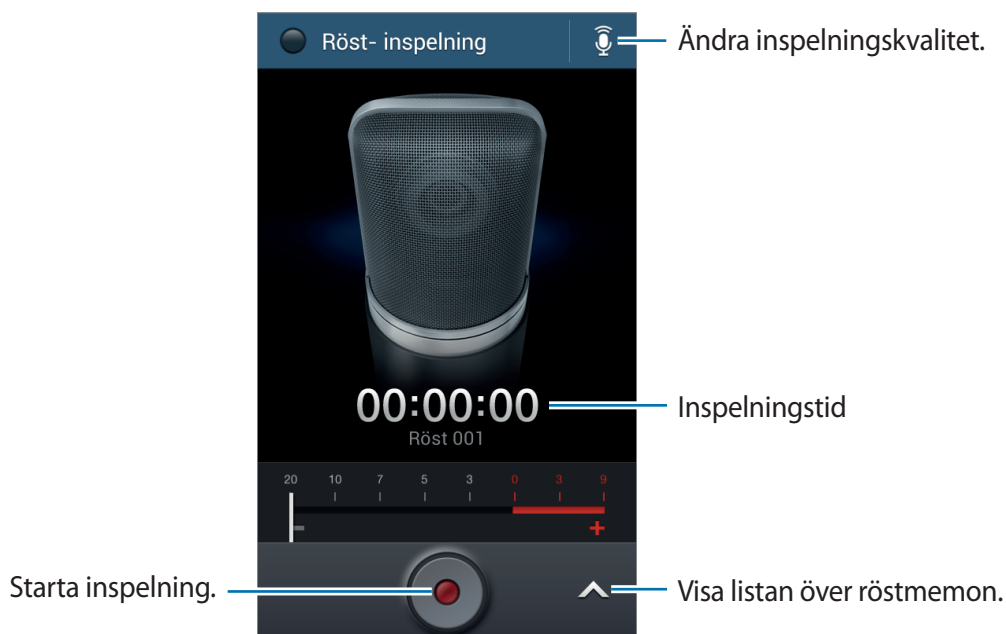 Röst- inspelning
Ändra inspelningskvalitet.
00:00:00
Inspelningstid
Röst 001
20 10 7 5 3 0 3 9
- +
Starta inspelning.
Visa listan över röstmemon.